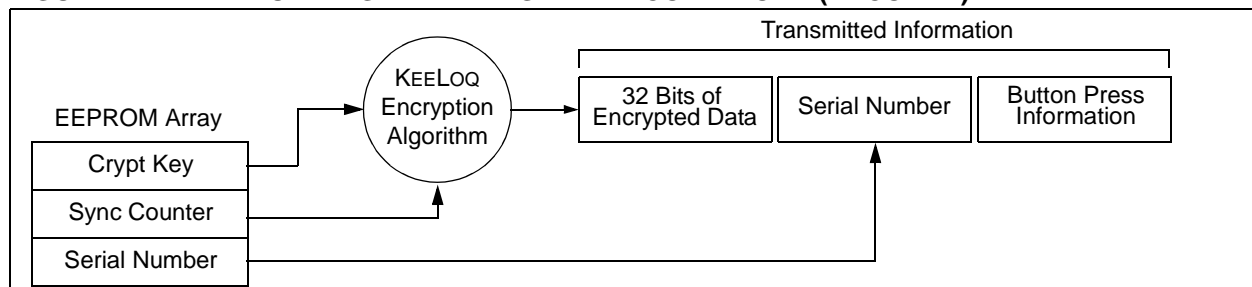 Transmitted Information
KEELOQ
Encryption
Algorithm
32 Bits of
Encrypted Data
Serial Number
Button Press
Information
EEPROM Array
Crypt Key
Sync Counter
Serial Number